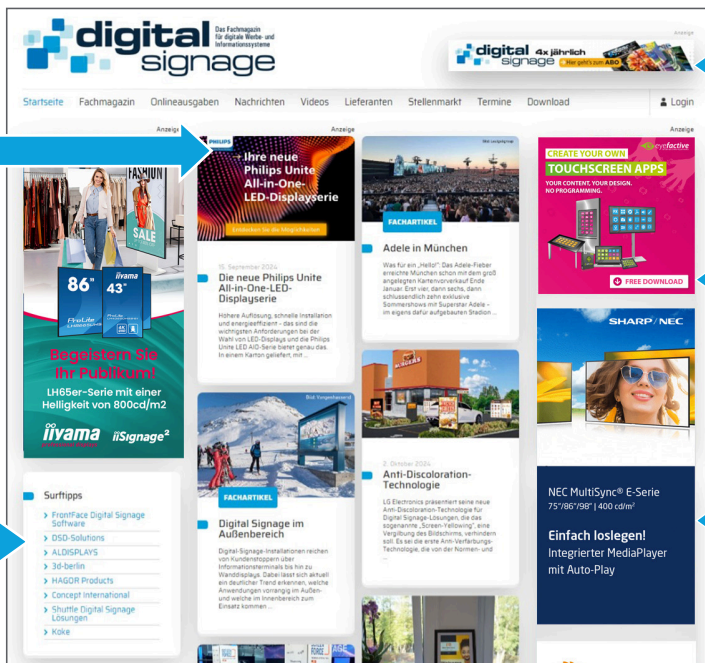 digital signage
Das Fachmagazin
für digitale Werbe- und
Informationssysteme
Anzeige
digital signage
4x jährlich
Hier geht's zum ABO
Startseite Fachmagazin Onlineausgaben Nachrichten Videos Lieferanten Stellenmarkt Termine Download Login
Anzeige
FASHION
SALE
86"
iiyama
43"
ProLite
ProLite
4K
Begeistern Sie
Ihr Publikum!
LH65er-Serie mit einer
Helligkeit von 800cd/m2
iiyama iiSignage²
Surftipps
FrontFace Digital Signage
Software
DSD-Solutions
ALDISPLAYS
3d-berlin
HAGOR Products
Concept International
Shuttle Digital Signage
Lösungen
Koke
Anzeige
PHILIPS
Ihre neue
Philips Unite
All-in-One-
LED-Displayserie
Entdecken Sie die Möglichkeiten
15. September 2024
Die neue Philips Unite
All-in-One-LED-
Displayserie
Höhere Auflösung, schnelle Installation
und energieeffizient – das sind die
wichtigsten Anforderungen bei der
Wahl von LED-Displays und die Philips
Unite LED AIO-Serie bietet genau das.
In einem Karton geliefert, mit ...
FACHARTIKEL
Digital Signage im
Außenbereich
Digital-Signage-Installationen reichen
von Kundenstoppern über
Informationsterminals bis hin zu
Wanddisplays. Dabei lässt sich aktuell
ein deutlicher Trend erkennen, welche
Anwendungen vorrangig im Außen-
und welche im Innenbereich zum
Einsatz kommen ...
FACHARTIKEL
Adele in München
Was für ein „Hello!“. Das Adele-Fieber
erreichte München schon mit dem groß
angelegten Kartenvorverkauf Ende
Januar. Erst vier, dann sechs, dann
schlussendlich zehn exklusive
Sommershows mit Superstar Adele –
im eigens dafür aufgebauten Stadion ...
BURGERS
2. Oktober 2024
Anti-Discoloration-
Technologie
LG Electronics präsentiert seine neue
Anti-Discoloration-Technologie für
Digital Signage-Lösungen, die das
sogenannte „Screen-Yellowing“, eine
Vergilbung des Bildschirms, verhindern
soll. Es sei die erste Anti-Verfärbungs-
Technologie, die von der Normen- und
...
Anzeige
eyefactive
CREATE YOUR OWN
TOUCHSCREEN APPS
YOUR CONTENT, YOUR DESIGN.
NO PROGRAMMING.
FREE DOWNLOAD
SHARP/NEC
NEC MultiSync® E-Serie
75"/86"/98" | 400 cd/m²
Einfach loslegen!
Integrierter MediaPlayer
mit Auto-Play